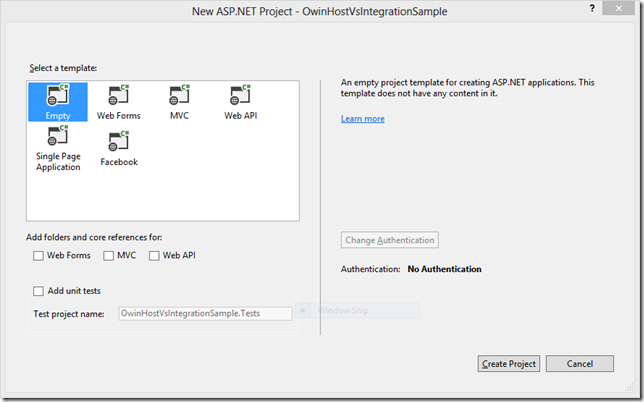 New ASP.NET Project - OwinHostVsIntegrationSample
? x
Select a template:
Empty
Web Forms
MVC
Web API
Single Page
Application
Facebook
An empty project template for creating ASP.NET applications. This
template does not have any content in it.
Learn more
Change Authentication
Authentication: No Authentication
Add folders and core references for:
Web Forms
MVC
Web API
Add unit tests
Test project name:
OwinHostVsIntegrationSample.Tests
Window Snip
Create Project
Cancel